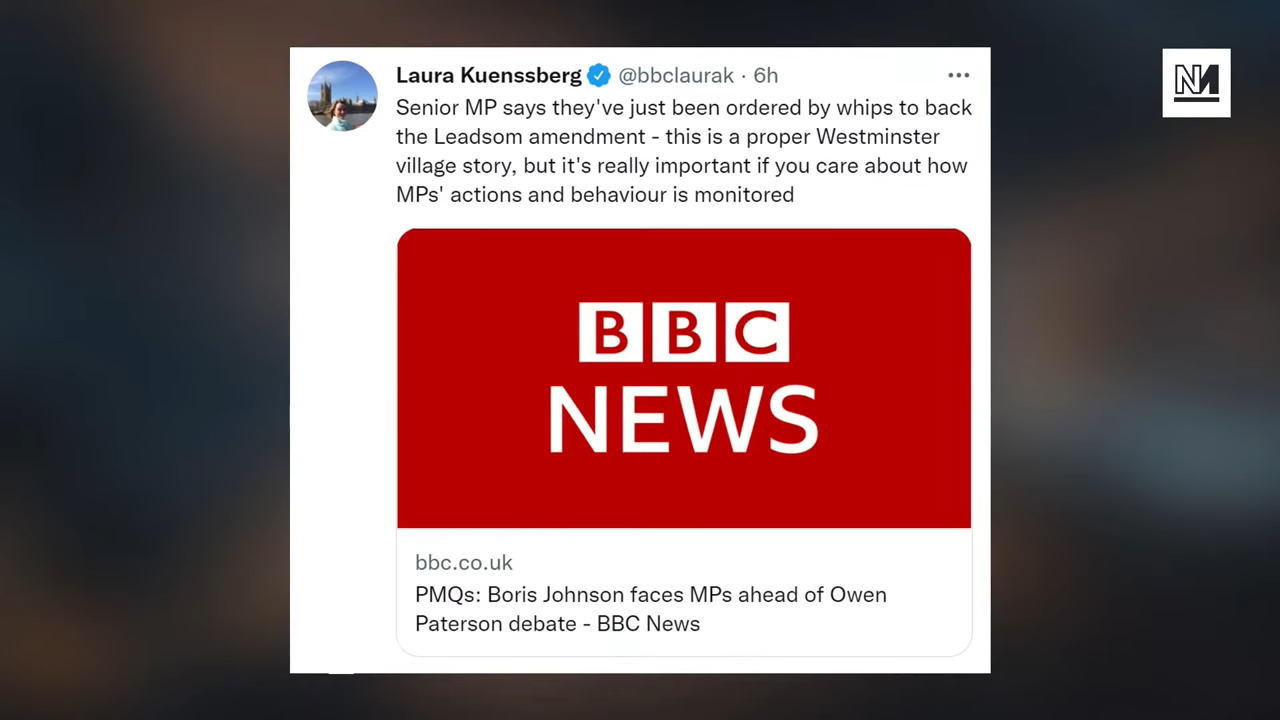 Laura Kuenssberg @bbclaurak · 6h
Senior MP says they've just been ordered by whips to back
the Leadsom amendment - this is a proper Westminster
village story, but it's really important if you care about how
MPs' actions and behaviour is monitored
BBC
NEWS
bbc.co.uk
PMQs: Boris Johnson faces MPs ahead of Owen
Paterson debate - BBC News
NM